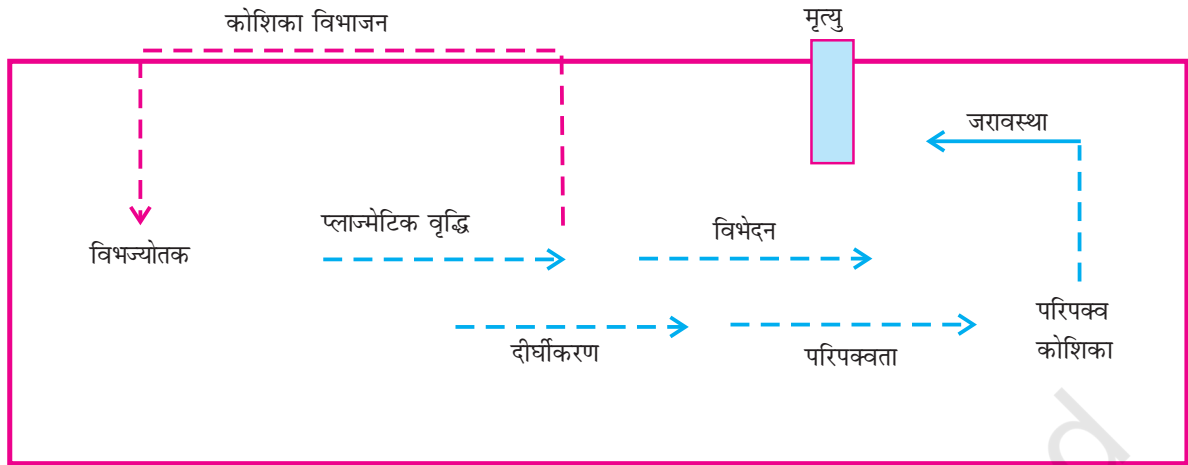 कोशिका विभाजन
मृत्यु
जरावस्था
प्लाज्मेटिक वृद्धि
विभेदन
विभज्योतक
परिपक्व
कोशिका
दीर्घीकरण
परिपक्वता